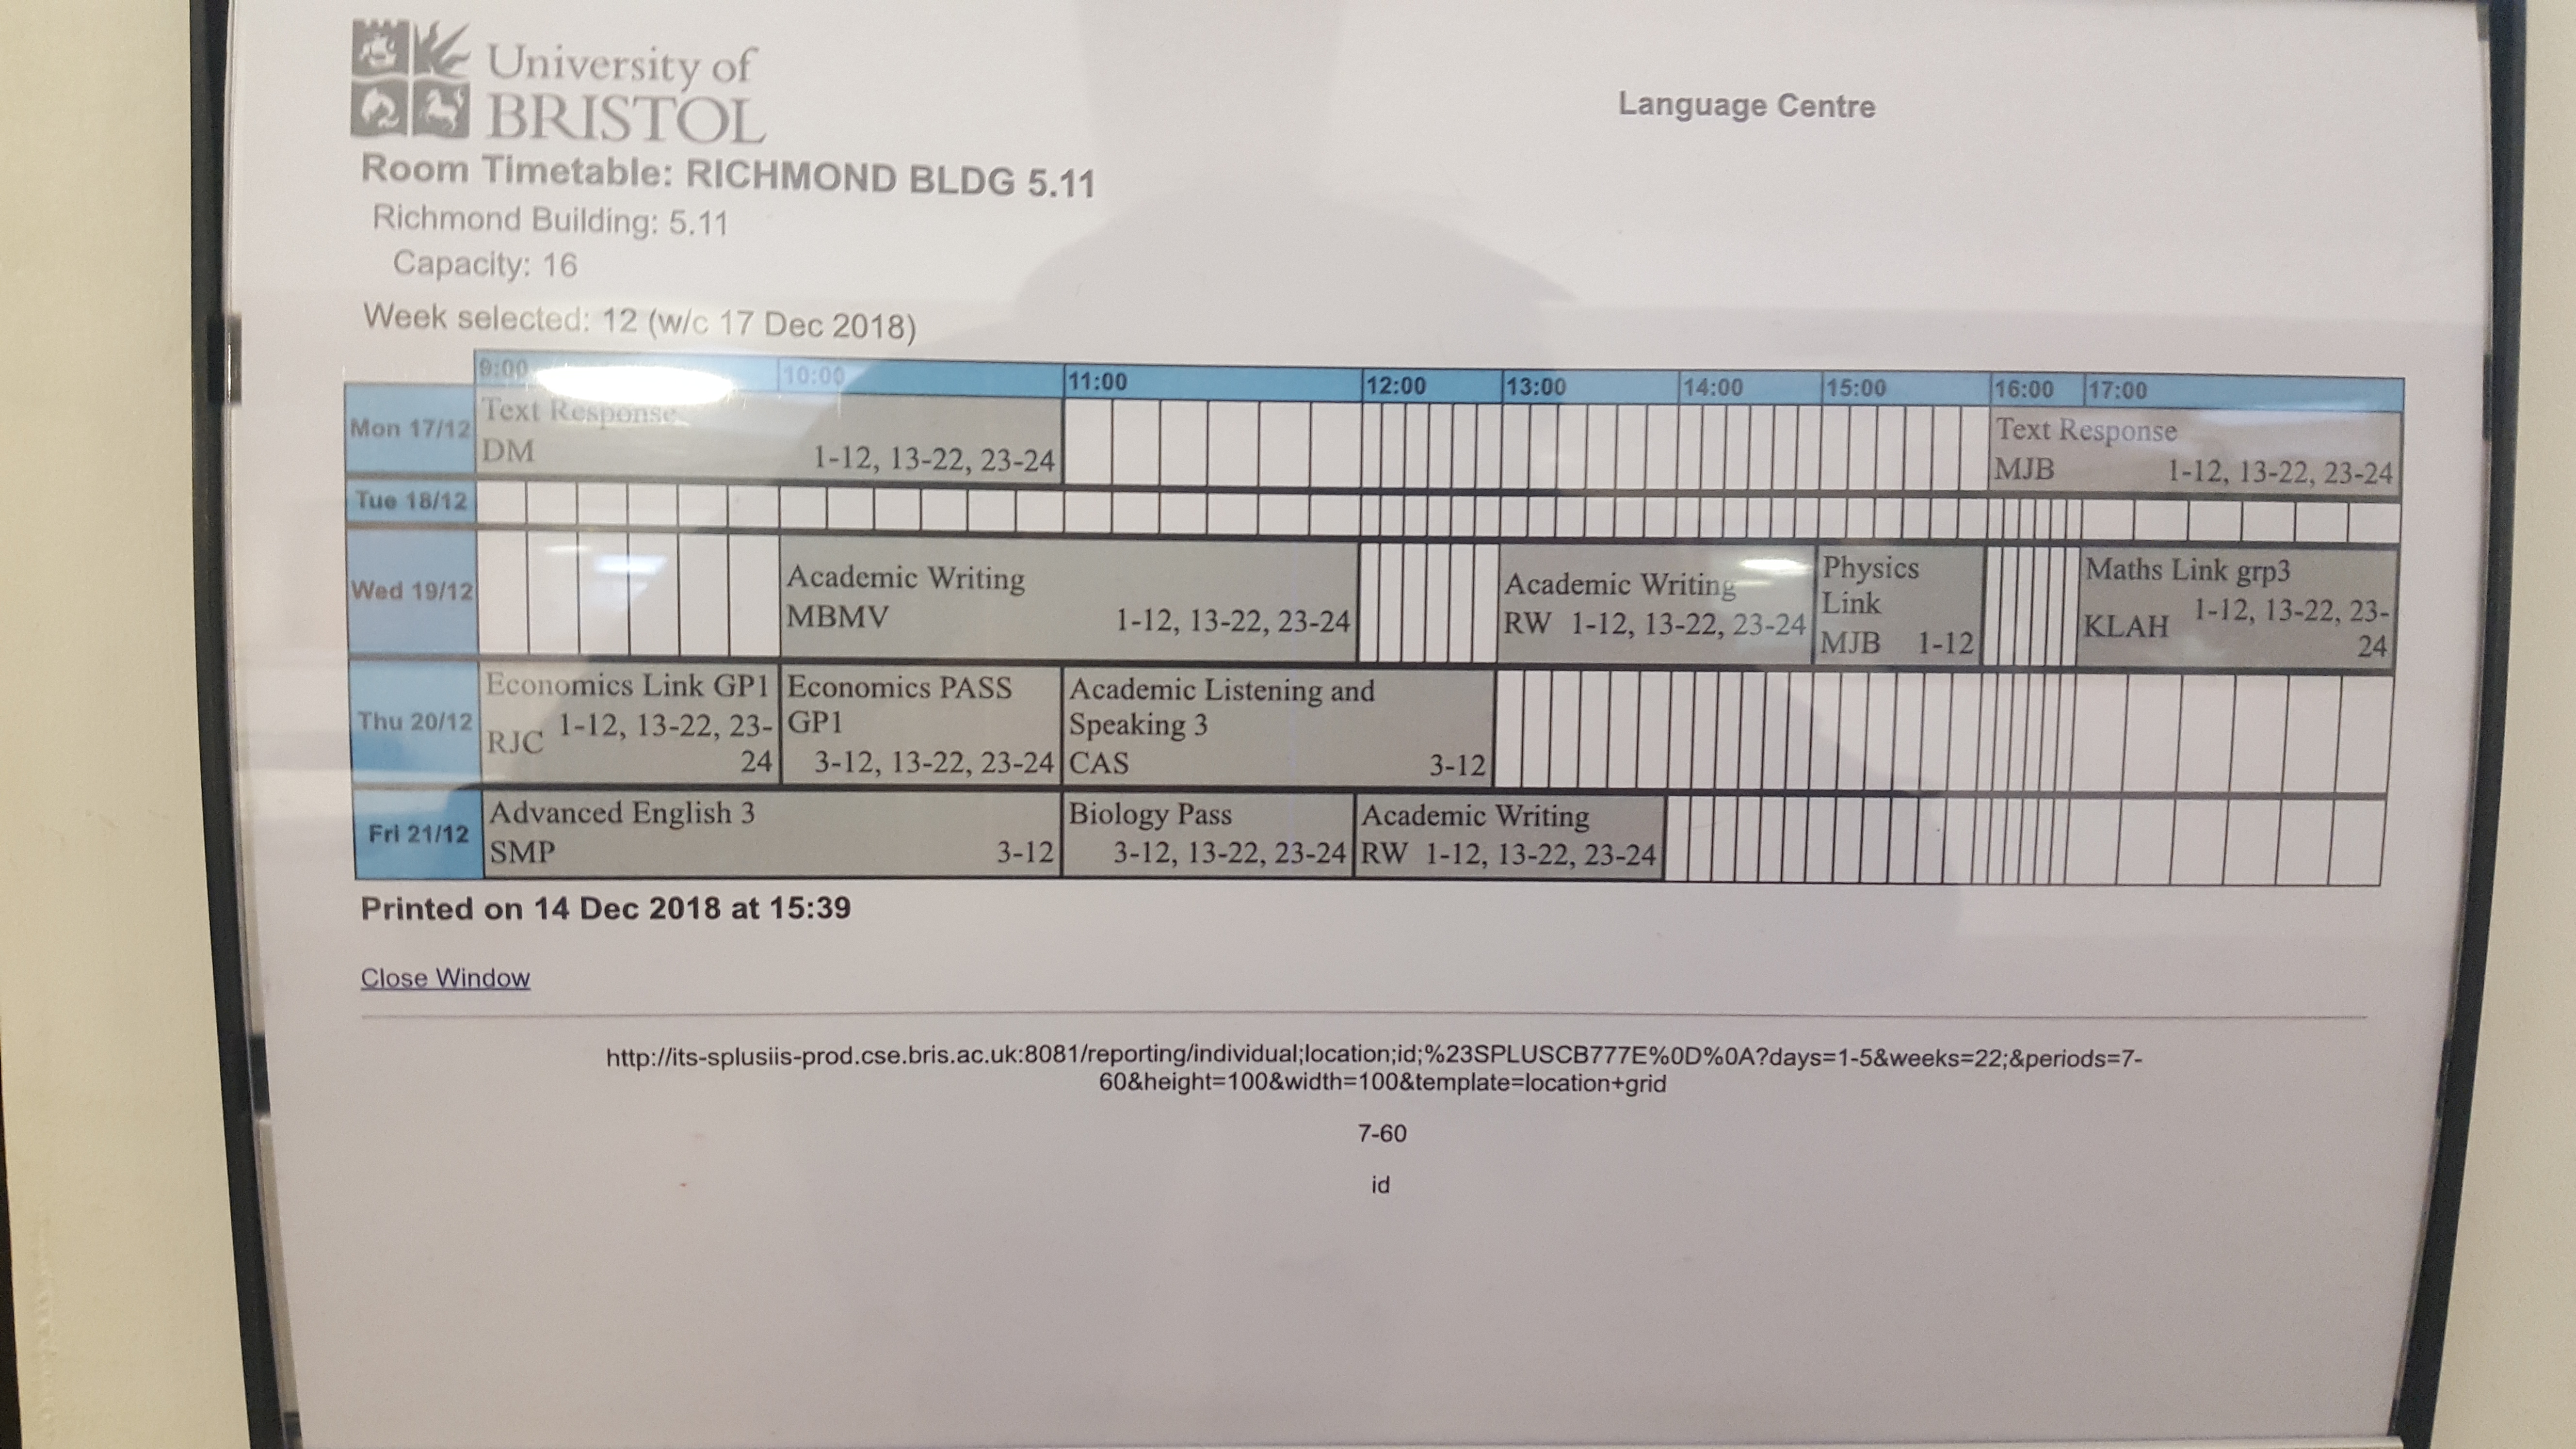 University of
BRISTOL
Language Centre
Room Timetable: RICHMOND BLDG 5.11
Richmond Building: 5.11
Capacity: 16
Week selected: 12 (w/c 17 Dec 2018)
9:00 10:00 11:00 12:00 13:00 14:00 15:00 16:00 17:00
Mon 17/12
Text Response
DM 1-12, 13-22, 23-24
Text Response
MJB 1-12, 13-22, 23-24
Tue 18/12
Wed 19/12
Academic Writing
MBMV 1-12, 13-22, 23-24
Academic Writing
RW 1-12, 13-22, 23-24
Physics
Link
MJB 1-12
Maths Link grp3
KLAH 1-12, 13-22, 23-
24
Thu 20/12
Economics Link GP1
RJC 1-12, 13-22, 23-
24
Economics PASS
GP1
3-12, 13-22, 23-24
Academic Listening and
Speaking 3
CAS 3-12
Fri 21/12
Advanced English 3
SMP 3-12
Biology Pass
3-12, 13-22, 23-24
Academic Writing
RW 1-12, 13-22, 23-24
Printed on 14 Dec 2018 at 15:39
Close Window
http://its-splusiis-prod.cse.bris.ac.uk:8081/reporting/individual;location;id;%23SPLUSCB777E%0D%0A?days=1-5&weeks=22;&periods=7-
60&height=100&width=100&template=location+grid
7-60
id